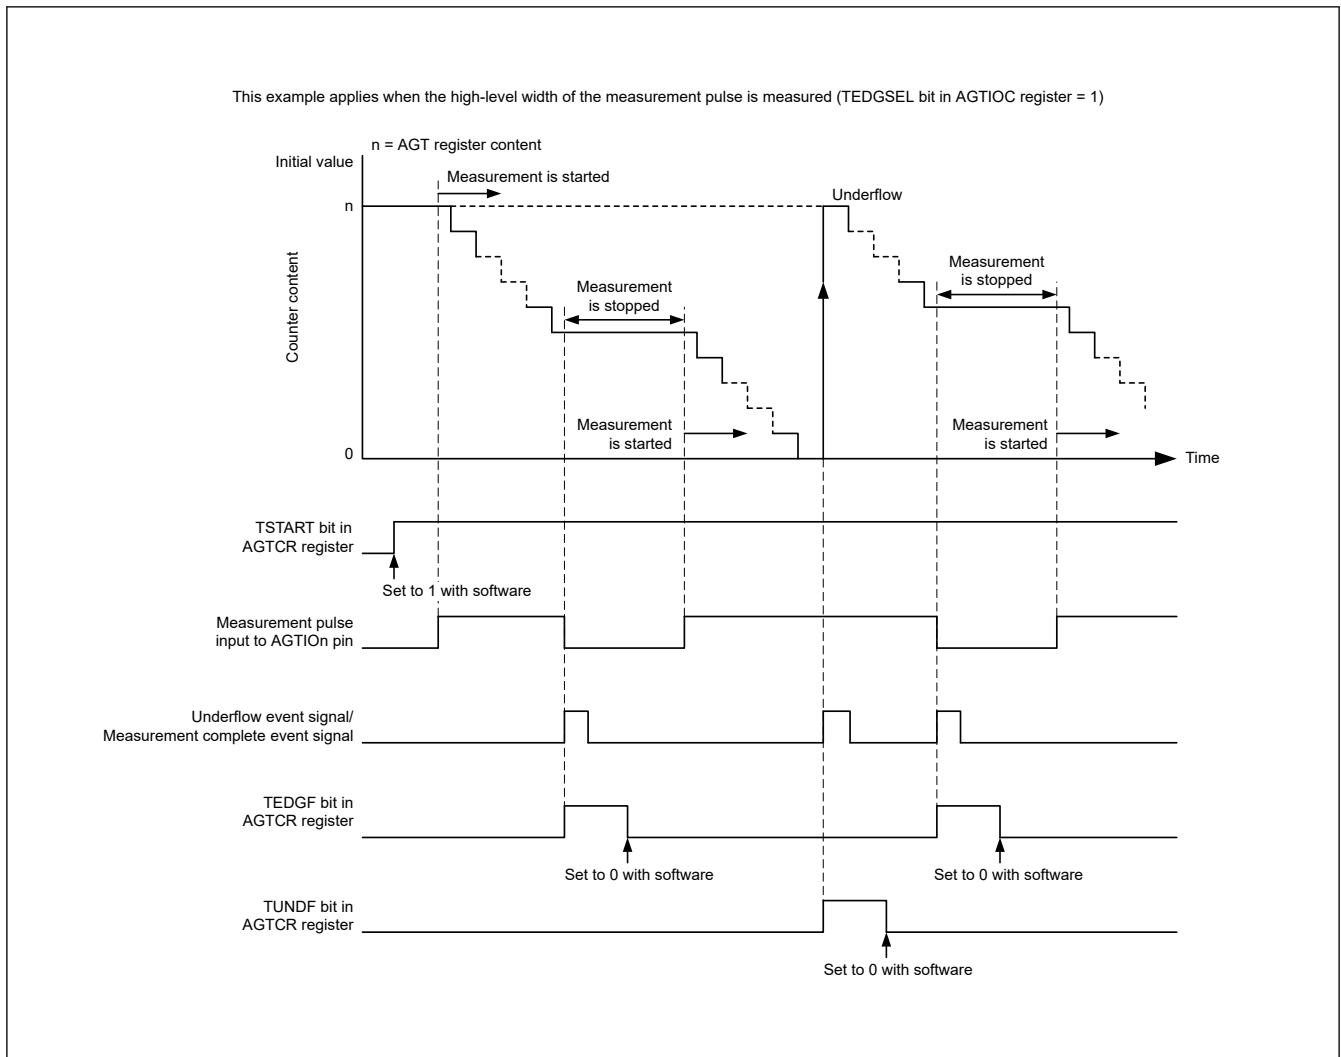 This example applies when the high-level width of the measurement pulse is measured (TEDGSEL bit in AGTIOC register = 1)
n = AGT register content
Initial value
Measurement is started
Underflow
n
Measurement
is stopped
Measurement
is stopped
Counter content
Measurement
is started
Measurement
is started
0
Time
TSTART bit in
AGTCR register
Set to 1 with software
Measurement pulse
input to AGTIOn pin
Underflow event signal/
Measurement complete event signal
TEDGF bit in
AGTCR register
Set to 0 with software
Set to 0 with software
TUNDF bit in
AGTCR register
Set to 0 with software